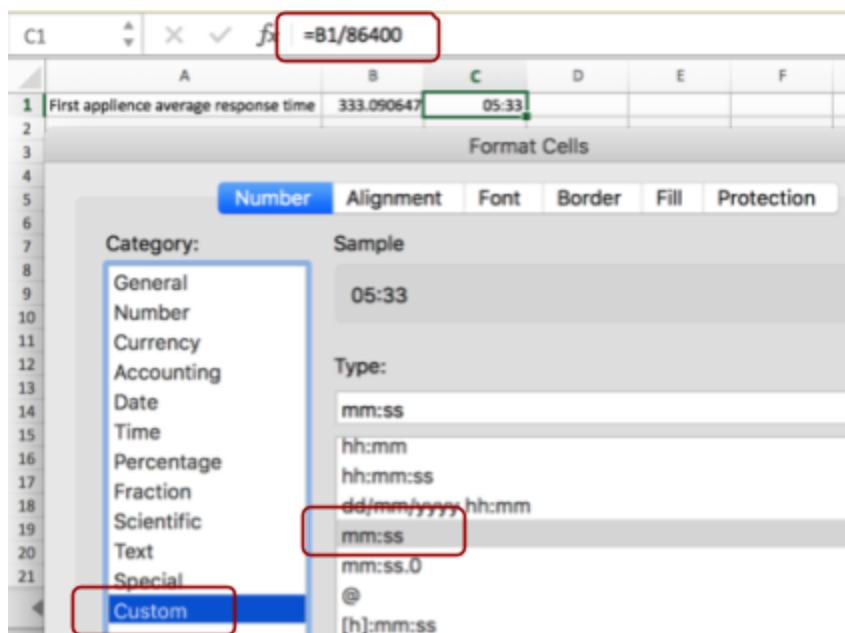 C1 fx =B1/86400
A B C D E F
1 First applience average response time 333.090647 05:33
2
3 Format Cells
4
5 Number Alignment Font Border Fill Protection
6
7 Category: Sample
8
9 General 05:33
10 Number
11 Currency
12 Accounting Type:
13
14 Date mm:ss
15 Time hh:mm
16 Percentage hh:mm:ss
17 Fraction
18 Scientific dd/mm/yyyy hh:mm
19 mm:ss
20 Text mm:ss.0
21 Special @
Custom [h]:mm:ss